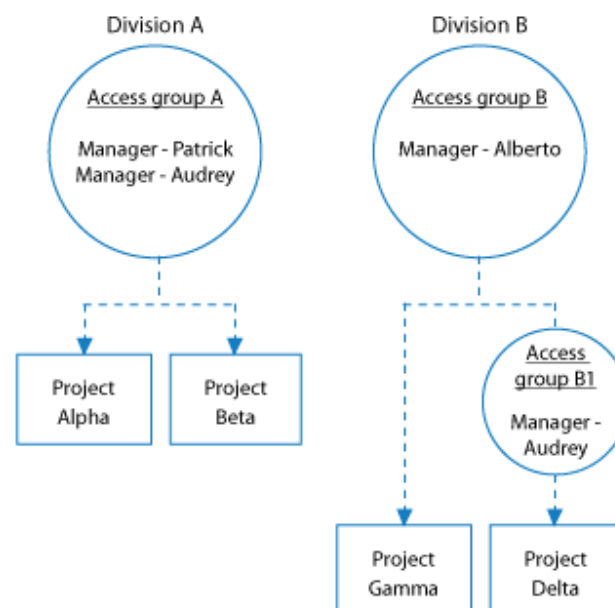 Division A
Division B
Access group A
Manager - Patrick
Manager - Audrey
Access group B
Manager - Alberto
Project
Alpha
Project
Beta
Access
group B1
Manager -
Audrey
Project
Gamma
Project
Delta